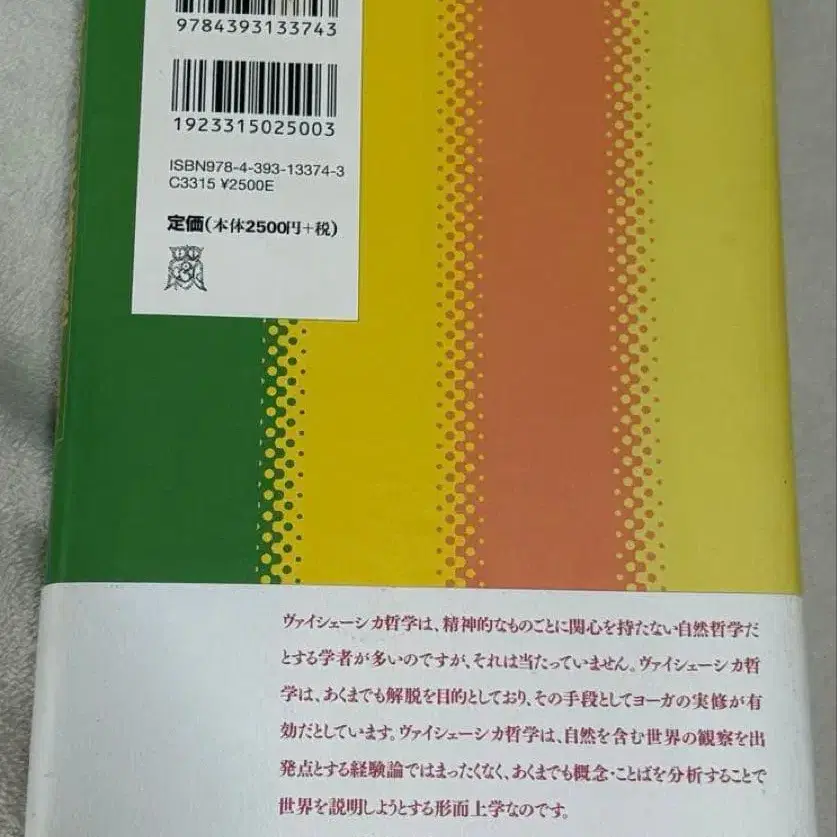 9784393133743
1923315025003
ISBN978-4-393-13374-3
C3315 ¥2500E
定価(本体2500円+税)
ヴァイシェーシカ哲学は、精神的なものごとに関心を持たない自然哲学だ
とする学者が多いのですが、それは当たっていません。ヴァイシェーシカ哲
学は、あくまでも解脱を目的としており、その手段としてヨーガの実修が有
効だとしています。ヴァイシェーシカ哲学は、自然を含む世界の観察を出
発点とする経験論ではまったくなく、あくまでも概念・ことばを分析することで
世界を説明しようとする形而上学なのです。